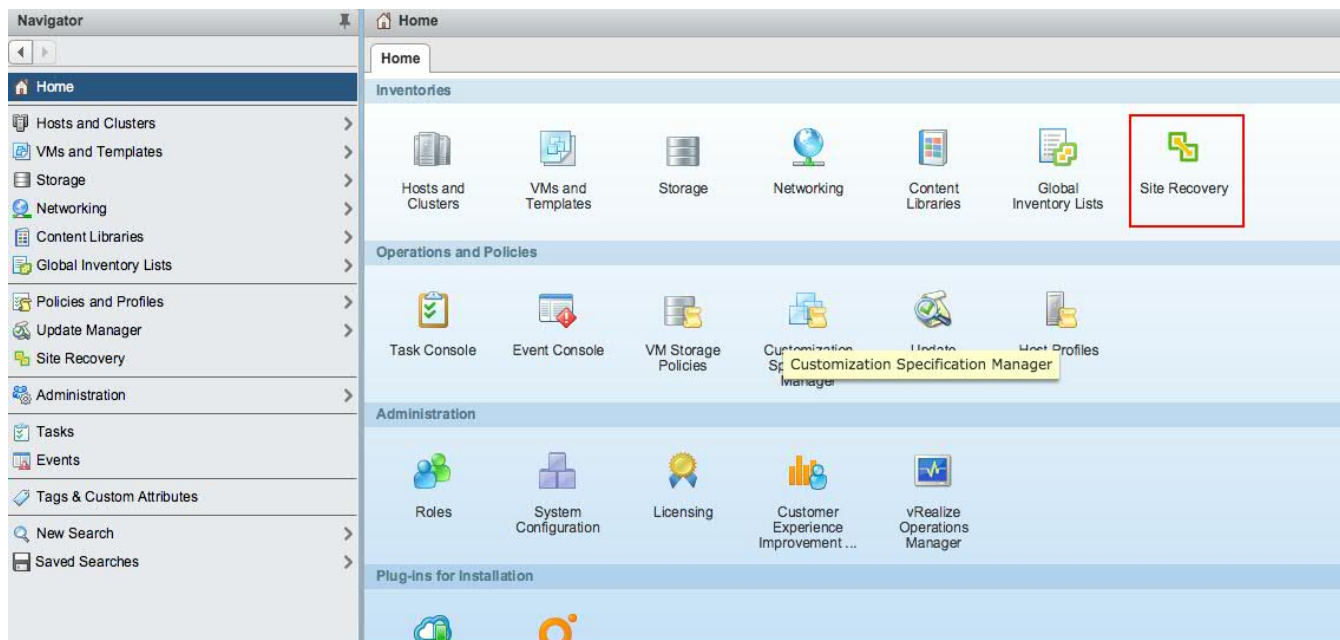 Navigator
Home
Hosts and Clusters
VMs and Templates
Storage
Networking
Content Libraries
Global Inventory Lists
Policies and Profiles
Update Manager
Site Recovery
Administration
Tasks
Events
Tags & Custom Attributes
New Search
Saved Searches
Home
Home
Inventories
Hosts and
Clusters
VMs and
Templates
Storage
Networking
Content
Libraries
Global
Inventory Lists
Site Recovery
Operations and Policies
Task Console
Event Console
VM Storage
Policies
Customization
Manager
Customization Specification Manager
Update
Host Profiles
Administration
Roles
System
Configuration
Licensing
Customer
Experience
Improvement ...
vRealize
Operations
Manager
Plug-ins for Installation